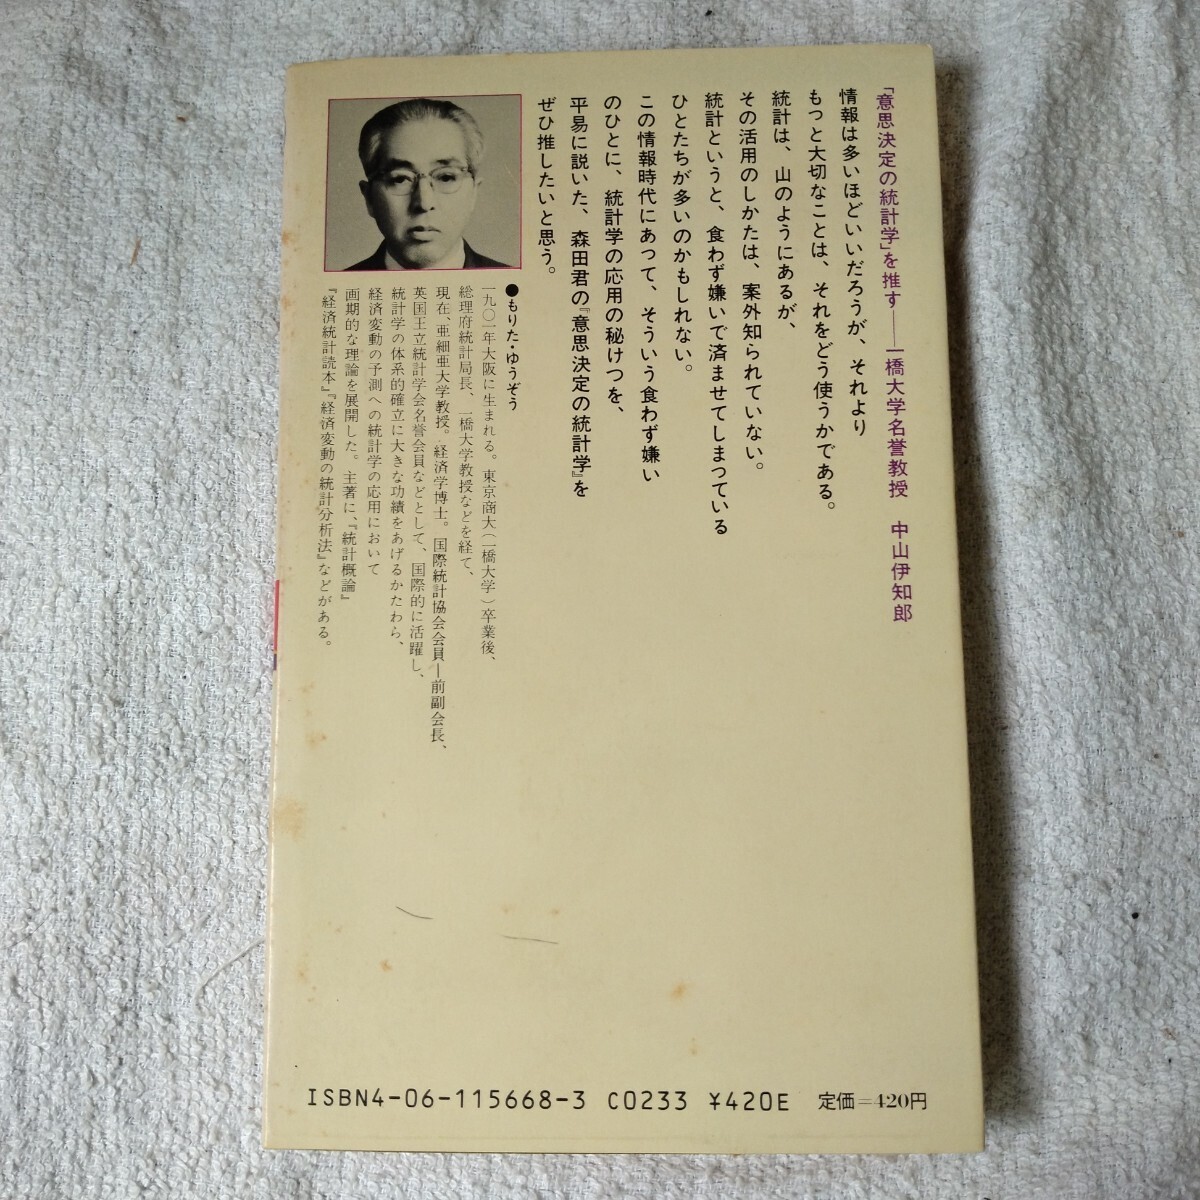 『意思決定の統計学』を推す――一橋大学名誉教授　中山伊知郎
情報は多いほどいいだろうが、それより
もっと大切なことは、それをどう使うかである。
統計は、山のようにあるが、
その活用のしかたは、案外知られていない。
統計というと、食わず嫌いで済ませてしまっている
ひとたちが多いのかもしれない。
この情報時代にあって、そういう食わず嫌い
のひとに、統計学の応用の秘けつを、
平易に説いた、森田君の『意思決定の統計学』を
ぜひ推したいと思う。
●もりた・ゆうぞう
一九〇一年大阪に生まれる。東京商大（一橋大学）卒業後、
総理府統計局長、一橋大学教授などを経て、
現在、亜細亜大学教授。経済学博士。国際統計協会会員―前副会長、
英国王立統計学会名誉会員などとして、国際的に活躍し、
統計学の体系的確立に大きな功績をあげるかたわら、
経済変動の予測への統計学の応用において
画期的な理論を展開した。主著に、『統計概論』
『経済統計読本』『経済変動の統計分析法』などがある。
ISBN4-06-115668-3 C0233 ¥420E 定価=420円